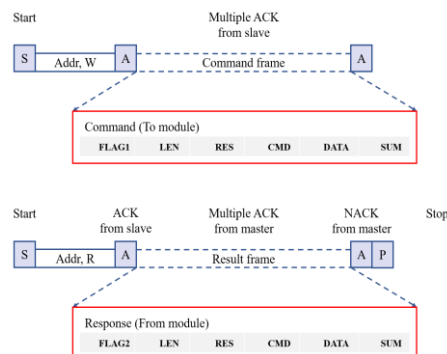 Start Multiple ACK
from slave
S Addr, W A Command frame A
Command (To module)
FLAG1 LEN RES CMD DATA SUM
Start ACK Multiple ACK NACK Stop
from slave from master from master
S Addr, R A Result frame A P
Response (From module)
FLAG2 LEN RES CMD DATA SUM